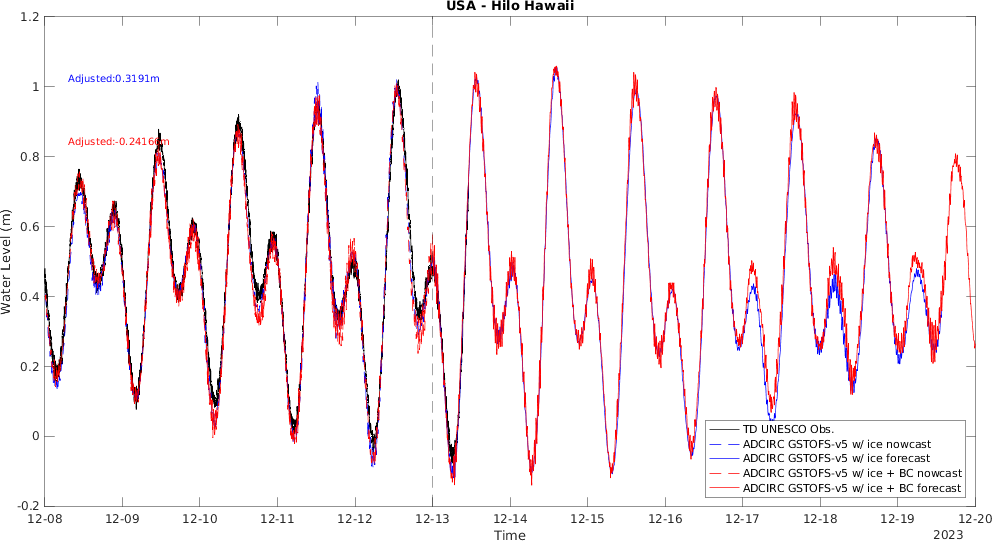 USA - Hilo Hawaii
Water Level (m)
1.2
1
0.8
0.6
0.4
0.2
0
-0.2
Adjusted:0.3191m
Adjusted:-0.24160m
TD UNESCO Obs.
ADCIRC GSTOFS-v5 w/ ice nowcast
ADCIRC GSTOFS-v5 w/ ice forecast
ADCIRC GSTOFS-v5 w/ ice + BC nowcast
ADCIRC GSTOFS-v5 w/ ice + BC forecast
12-08 12-09 12-10 12-11 12-12 12-13 12-14 12-15 12-16 12-17 12-18 12-19 12-20
Time
2023